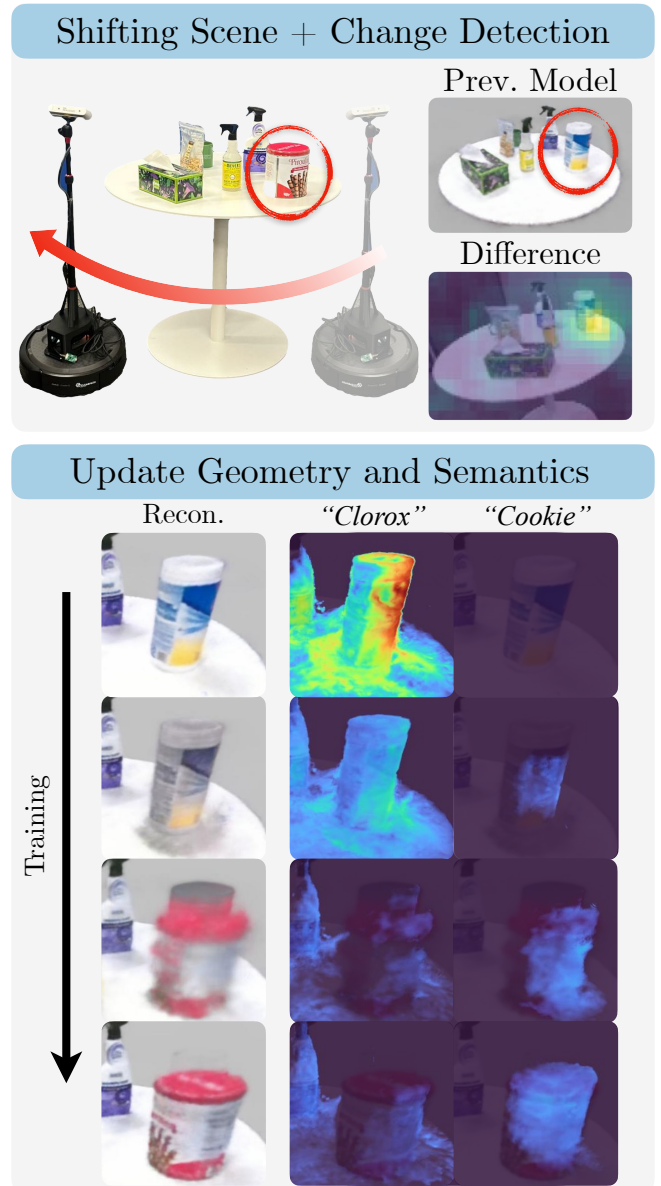 Shifting Scene + Change Detection
Prev. Model
Difference
Update Geometry and Semantics
Recon.
“Clorox”
“Cookie”
Training